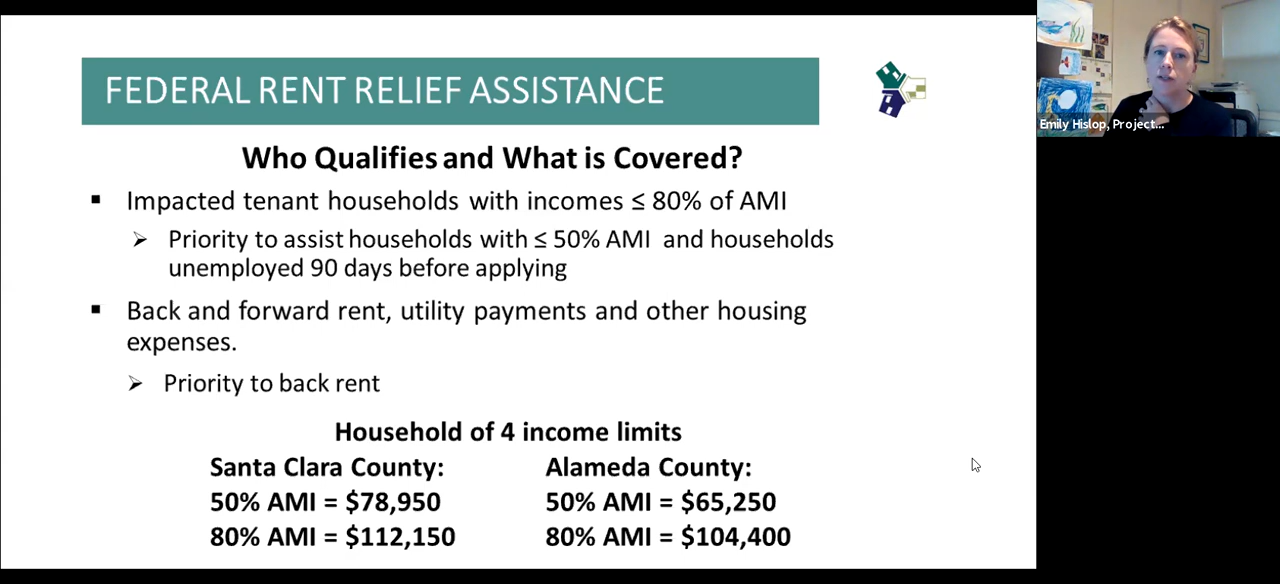 FEDERAL RENT RELIEF ASSISTANCE
Emily Hislop, Project...
Who Qualifies and What is Covered?
▪ Impacted tenant households with incomes ≤ 80% of AMI
➢ Priority to assist households with ≤ 50% AMI and households
unemployed 90 days before applying
▪ Back and forward rent, utility payments and other housing
expenses.
➢ Priority to back rent
Household of 4 income limits
Santa Clara County:
50% AMI = $78,950
80% AMI = $112,150
Alameda County:
50% AMI = $65,250
80% AMI = $104,400